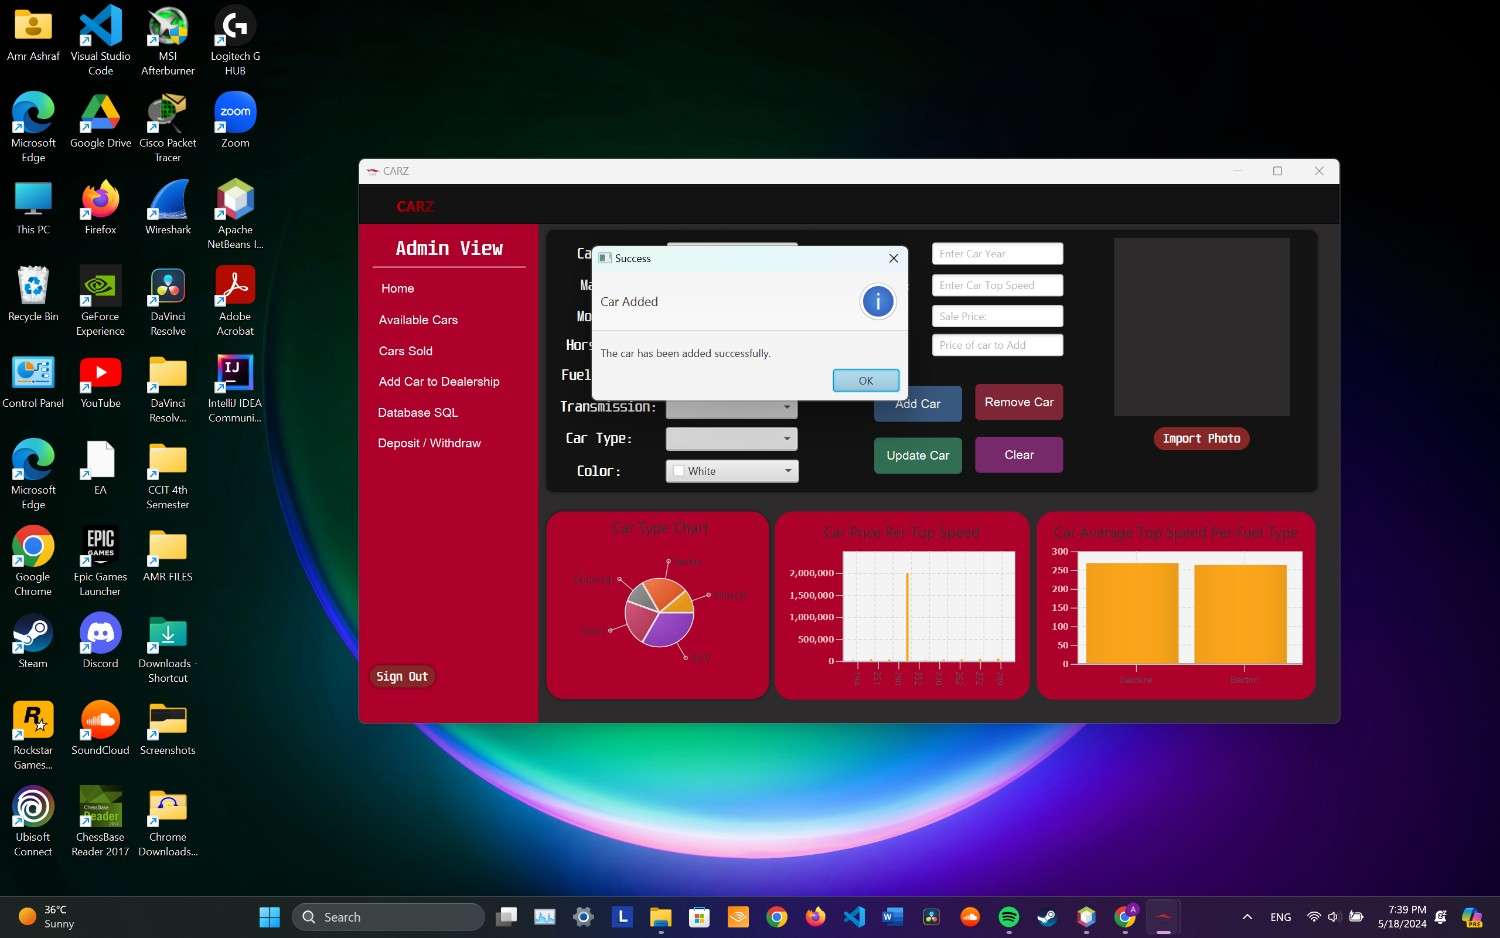 Amr Ashraf
Visual Studio
Code
MSI
Afterburner
Logitech G
HUB
Microsoft
Edge
Google Drive
Cisco Packet
Tracer
zoom
Zoom
This PC
Firefox
Wireshark
Apache
NetBeans I...
Recycle Bin
GeForce
Experience
DaVinci
Resolve
Adobe
Acrobat
Control Panel
YouTube
DaVinci
Resolv...
IJ
IntelliJ IDEA
Communi...
Microsoft
Edge
EA
CCIT 4th
Semester
Google
Chrome
EPIC
GAMES
Epic Games
Launcher
AMR FILES
Steam
Discord
Downloads -
Shortcut
Rockstar
Games...
SoundCloud
Screenshots
Ubisoft
Connect
ChessBase
Reader
ChessBase
Reader 2017
Chrome
Downloads...
CARZ
CARZ
Admin View
Home
Available Cars
Cars Sold
Add Car to Dealership
Database SQL
Deposit / Withdraw
Sign Out
Success
Car Added
The car has been added successfully.
OK
Ca
Ma
Mo
Hors
Fuel
Transmission:
Car Type:
Color:
White
Enter Car Year
Enter Car Top Speed
Sale Price:
Price of car to Add
Add Car
Remove Car
Update Car
Clear
Import Photo
Car Type Chart
Car Price Per Top Speed
2,000,000
1,500,000
1,000,000
500,000
0
Car Average Top Speed Per Fuel Type
300
250
200
150
100
50
0
Gasoline
Electric
36°C
Sunny
Search
L
W
A
ENG
7:39 PM
5/18/2024
PRE